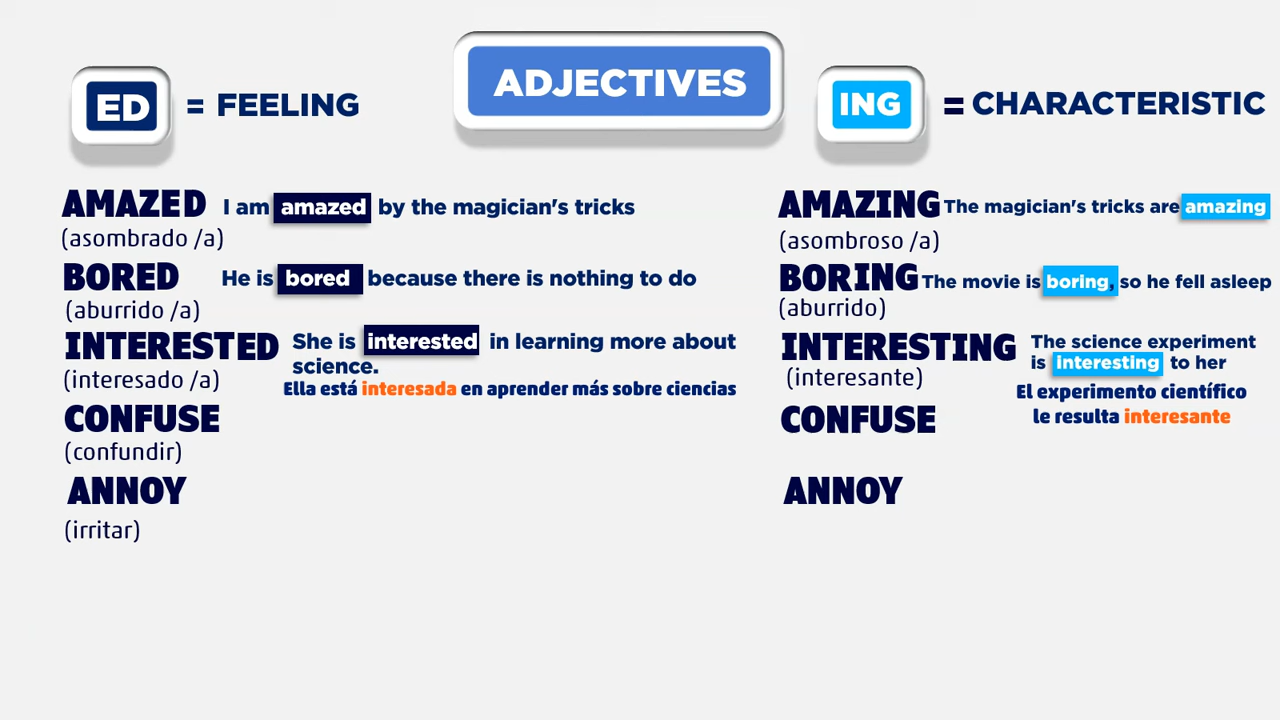 ADJECTIVES
ED = FEELING
AMAZED I am amazed by the magician's tricks
(asombrado /a)
BORED He is bored because there is nothing to do
(aburrido /a)
INTERESTED She is interested in learning more about
science.
(interesado /a) Ella está interesada en aprender más sobre ciencias
CONFUSE
(confundir)
ANNOY
(irritar)
ING = CHARACTERISTIC
AMAZING The magician's tricks are amazing
(asombroso /a)
BORING The movie is boring, so he fell asleep
(aburrido)
INTERESTING The science experiment
is interesting to her
(interesante) El experimento científico
le resulta interesante
CONFUSE
ANNOY